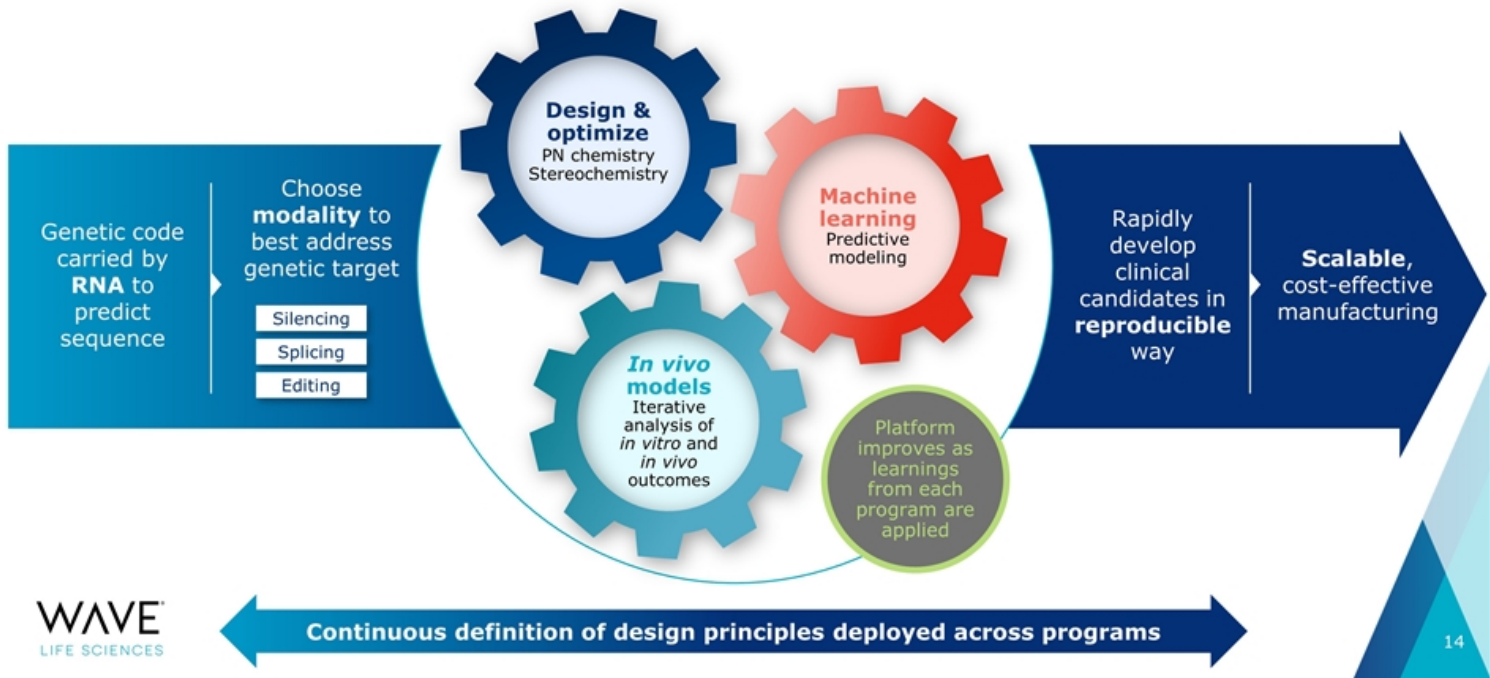 Genetic code
carried by
RNA to
predict
sequence
Choose
modality to
best address
genetic target
Silencing
Splicing
Editing
Design &
optimize
PN chemistry
Stereochemistry
Machine
learning
Predictive
modeling
In vivo
models
Iterative
analysis of
in vitro and
in vivo
outcomes
Platform
improves as
learnings
from each
program are
applied
Rapidly
develop
clinical
candidates in
reproducible
way
Scalable,
cost-effective
manufacturing
WAVE
LIFE SCIENCES
Continuous definition of design principles deployed across programs
14